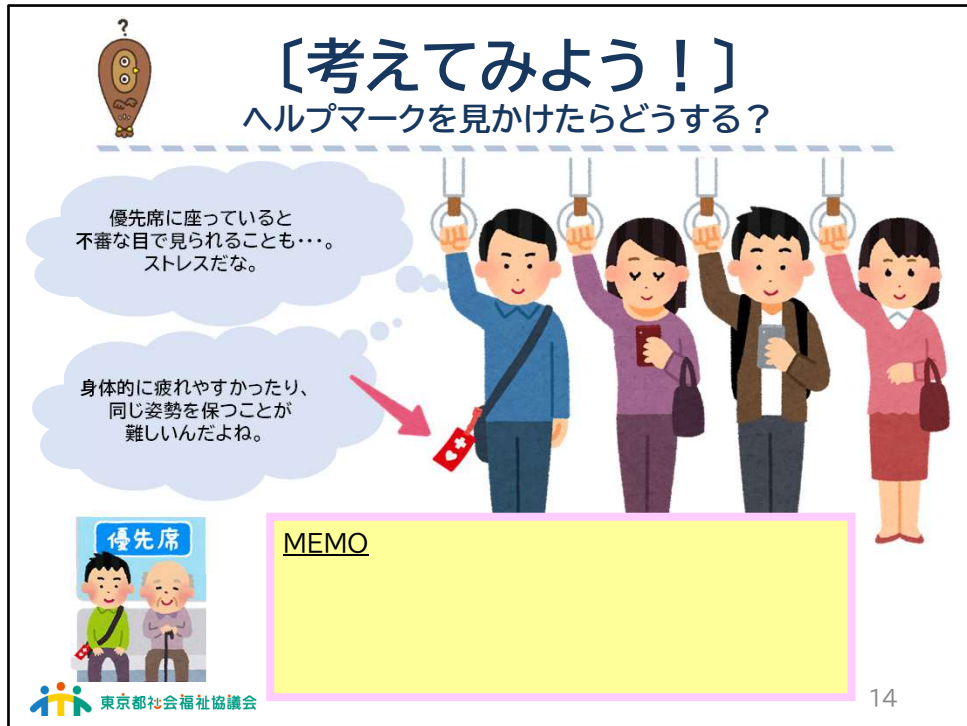 ?
〔考えてみよう！〕
ヘルプマークを見かけたらどうする？
優先席に座っていると
不審な目で見られることも・・・。
ストレスだな。
身体的に疲れやすかったり、
同じ姿勢を保つことが
難しいんだよね。
優先席
MEMO
東京都社会福祉協議会
14